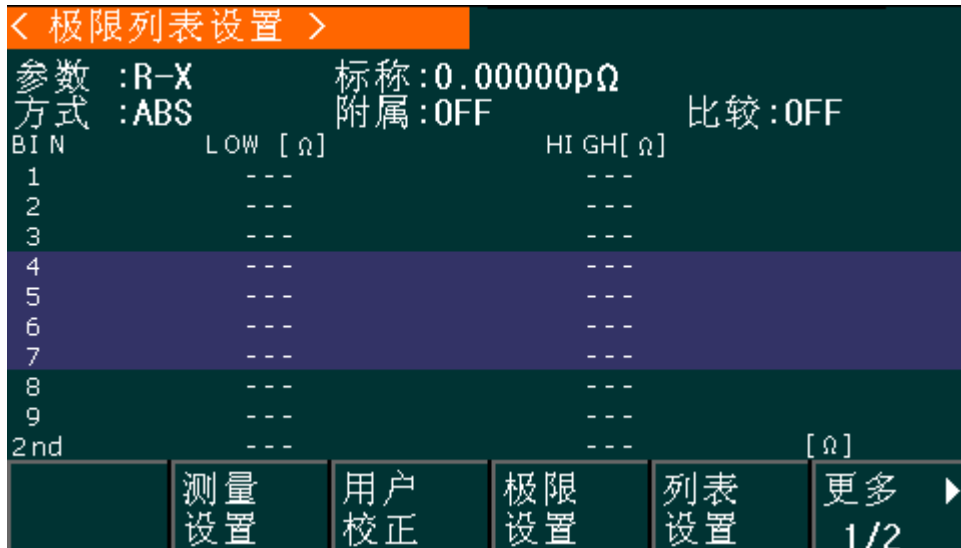 < 极限列表设置 >
参数 :R-X 标称:0.00000pΩ
方式 :ABS 附属:OFF 比较:OFF
BIN LOW [Ω] HIGH[Ω]
1 --- ---
2 --- ---
3 --- ---
4 --- ---
5 --- ---
6 --- ---
7 --- ---
8 --- ---
9 --- ---
2nd --- --- [Ω]
测量 用户 极限 列表 更多
设置 校正 设置 设置 1/2